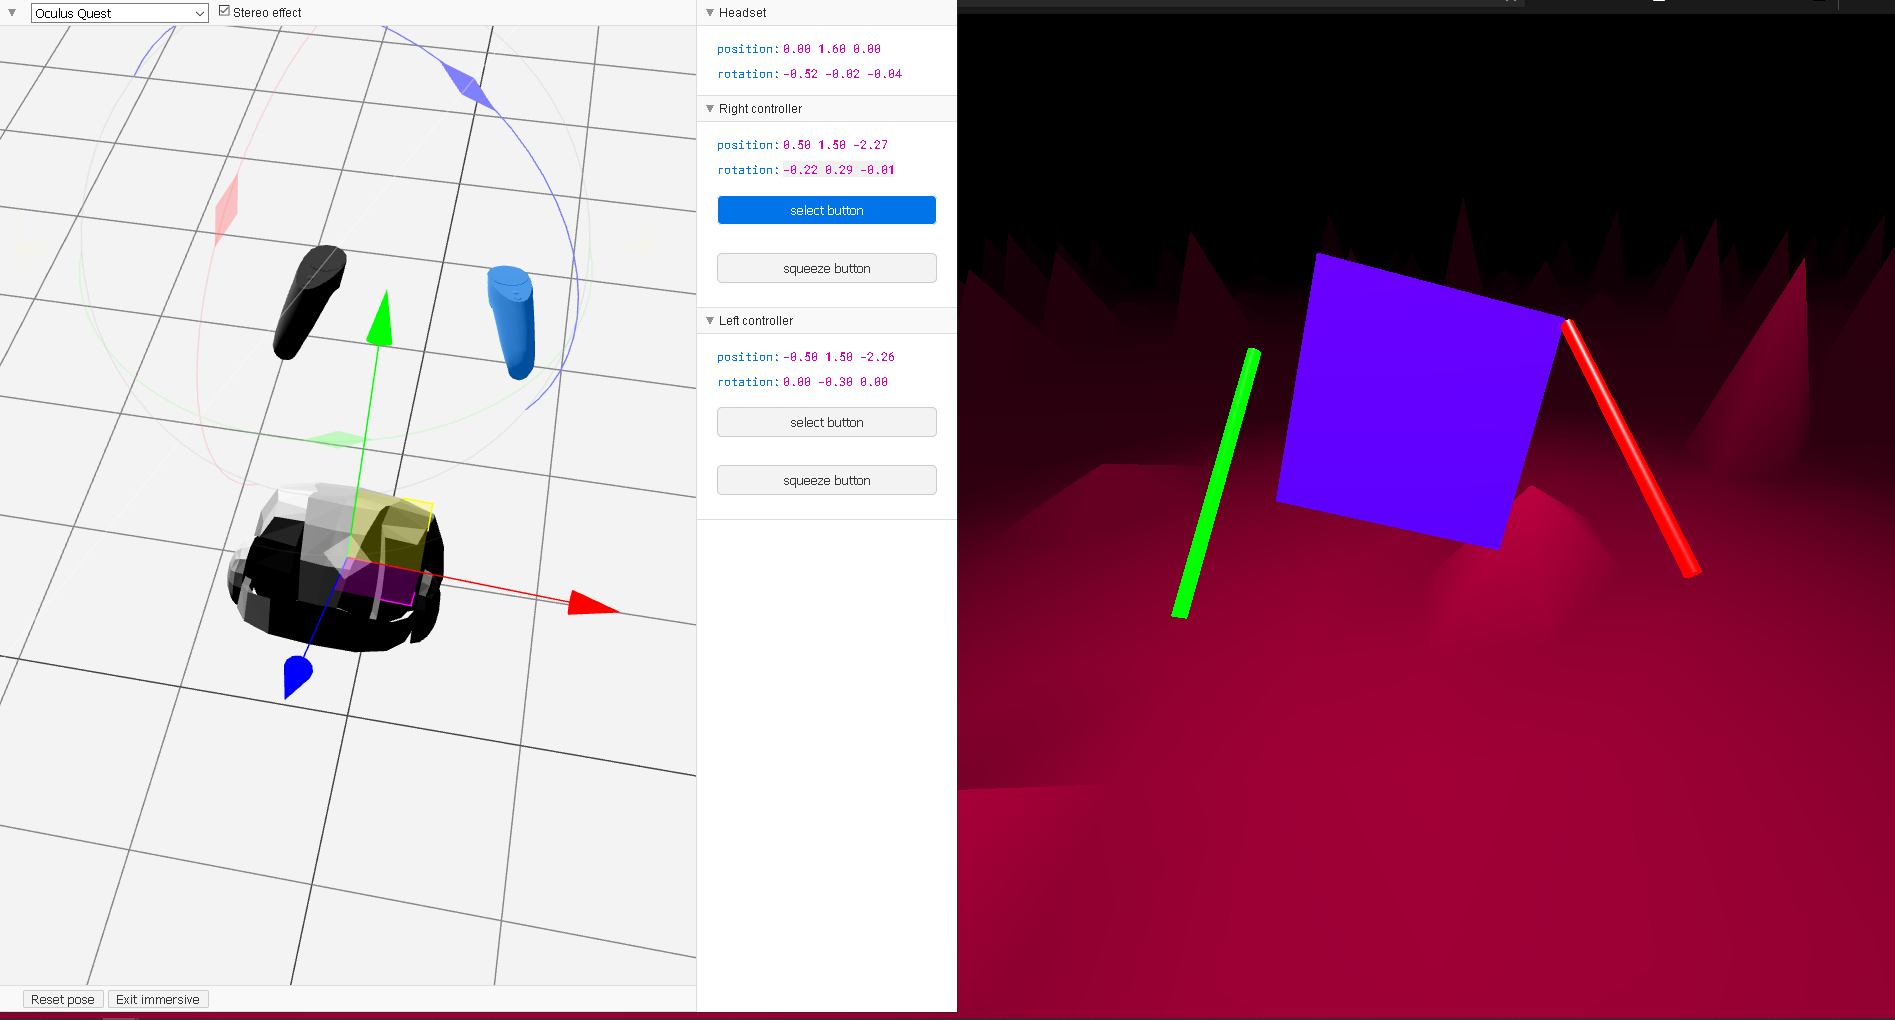 Oculus Quest
Stereo effect
Headset
position: 0.00 1.60 0.00
rotation: -0.52 -0.02 -0.04
Right controller
position: 0.50 1.50 -2.27
rotation: -0.22 0.29 -0.01
select button
squeeze button
Left controller
position: -0.50 1.50 -2.26
rotation: 0.00 -0.30 0.00
select button
squeeze button
Reset pose
Exit immersive